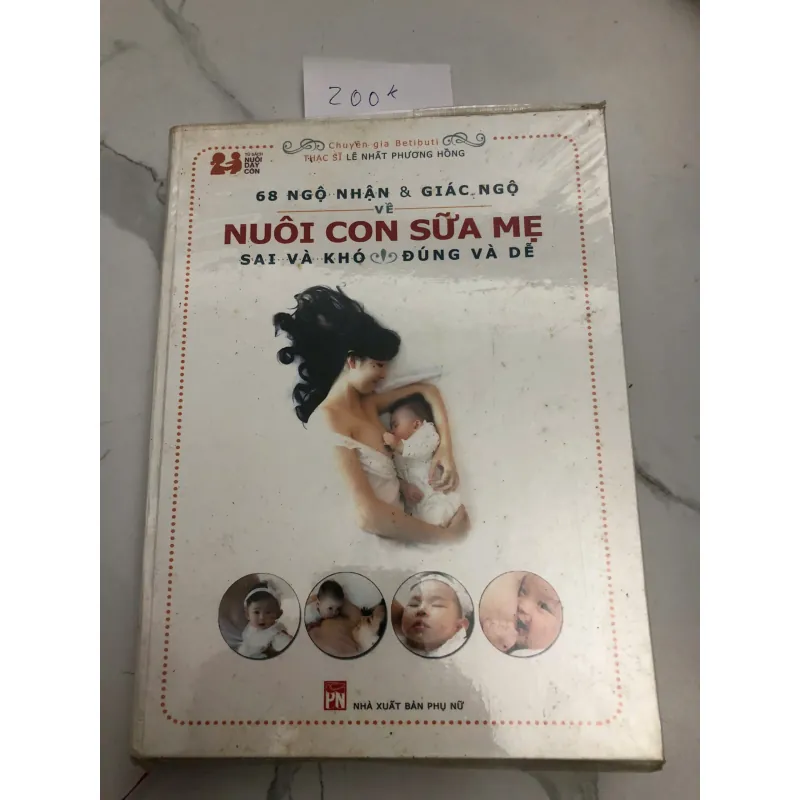 200k
Chuyên gia Betibuti
THẠC SĨ LÊ NHẤT PHƯƠNG HỒNG
TỦ SÁCH
NUÔI
DẠY
CON
68 NGỘ NHẬN & GIÁC NGỘ
VỀ
NUÔI CON SỮA MẸ
SAI VÀ KHÓ ĐÚNG VÀ DỄ
PN
NHÀ XUẤT BẢN PHỤ NỮ